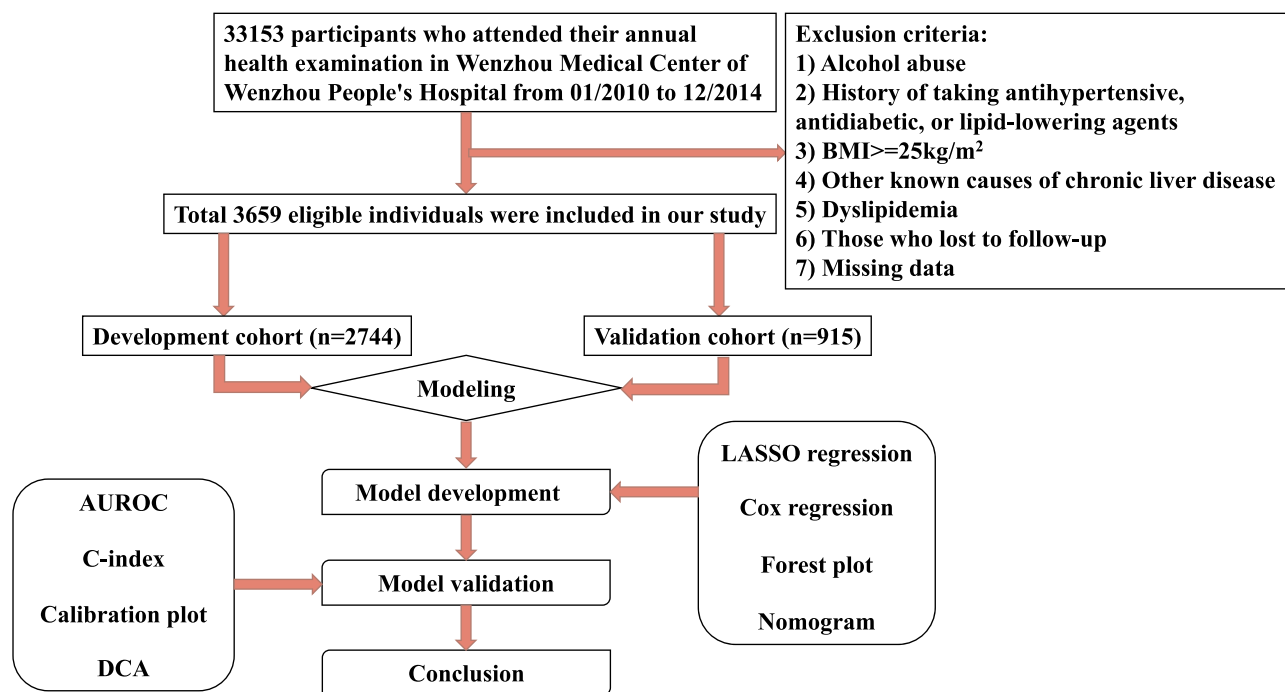 33153 participants who attended their annual
health examination in Wenzhou Medical Center of
Wenzhou People's Hospital from 01/2010 to 12/2014
Exclusion criteria:
1) Alcohol abuse
2) History of taking antihypertensive,
antidiabetic, or lipid-lowering agents
3) BMI>=25kg/m²
4) Other known causes of chronic liver disease
5) Dyslipidemia
6) Those who lost to follow-up
7) Missing data
Total 3659 eligible individuals were included in our study
Development cohort (n=2744)
Validation cohort (n=915)
Modeling
LASSO regression
Cox regression
Forest plot
Nomogram
Model development
AUROC
C-index
Calibration plot
DCA
Model validation
Conclusion